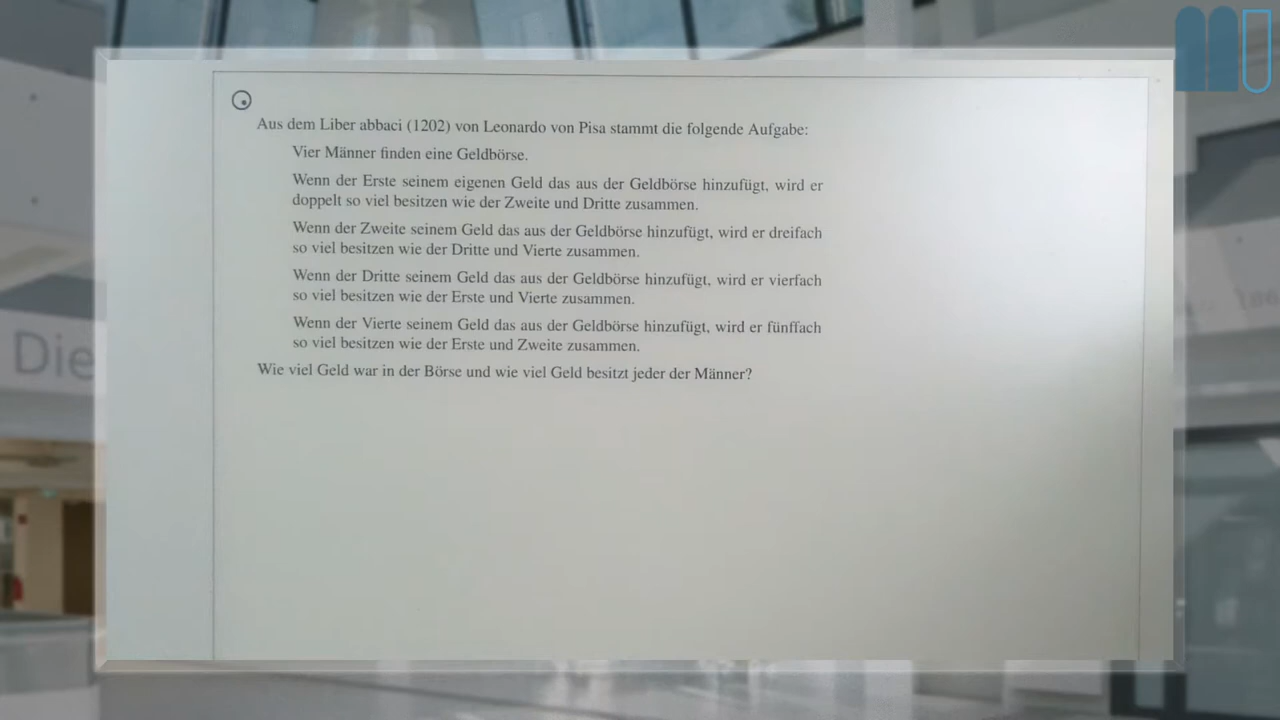 Aus dem Liber abbaci (1202) von Leonardo von Pisa stammt die folgende Aufgabe:
Vier Männer finden eine Geldbörse.
Wenn der Erste seinem eigenen Geld das aus der Geldbörse hinzufügt, wird er
doppelt so viel besitzen wie der Zweite und Dritte zusammen.
Wenn der Zweite seinem Geld das aus der Geldbörse hinzufügt, wird er dreifach
so viel besitzen wie der Dritte und Vierte zusammen.
Wenn der Dritte seinem Geld das aus der Geldbörse hinzufügt, wird er vierfach
so viel besitzen wie der Erste und Vierte zusammen.
Wenn der Vierte seinem Geld das aus der Geldbörse hinzufügt, wird er fünffach
so viel besitzen wie der Erste und Zweite zusammen.
Wie viel Geld war in der Börse und wie viel Geld besitzt jeder der Männer?
Die